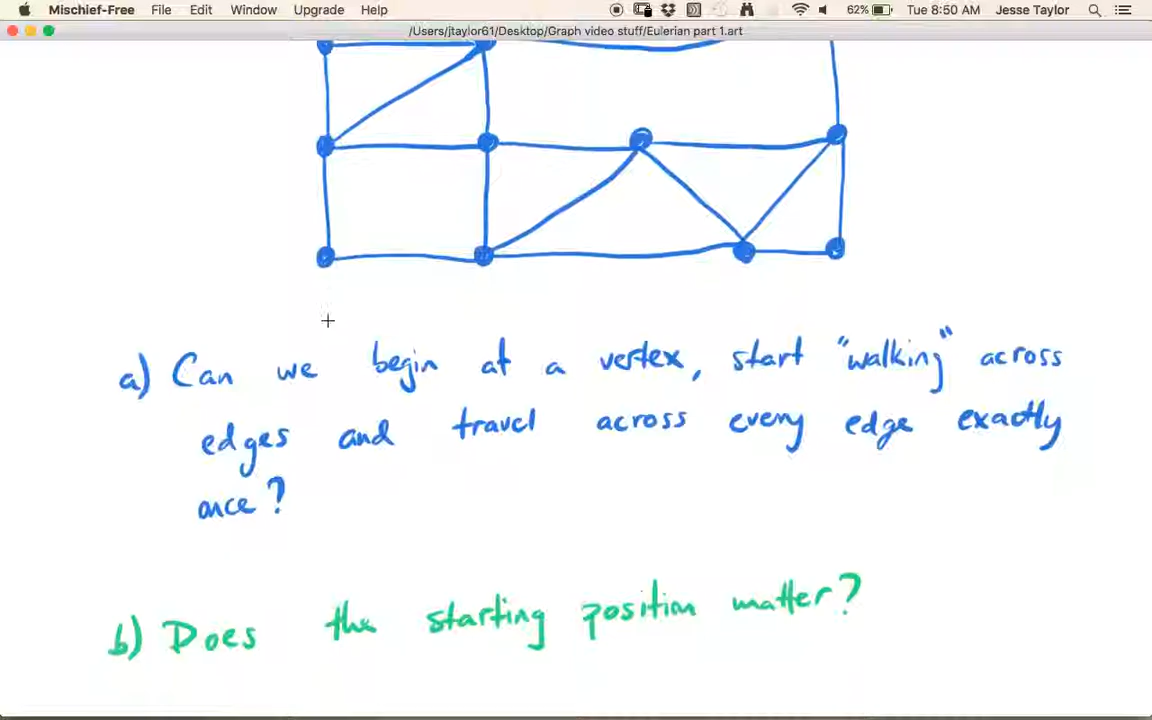 Mischief-Free File Edit Window Upgrade Help 62% Tue 8:50 AM Jesse Taylor
/Users/jtaylor61/Desktop/Graph video stuff/Eulerian part 1.art
a) Can we begin at a vertex, start "walking" across
edges and travel across every edge exactly
once?
b) Does the starting position matter?